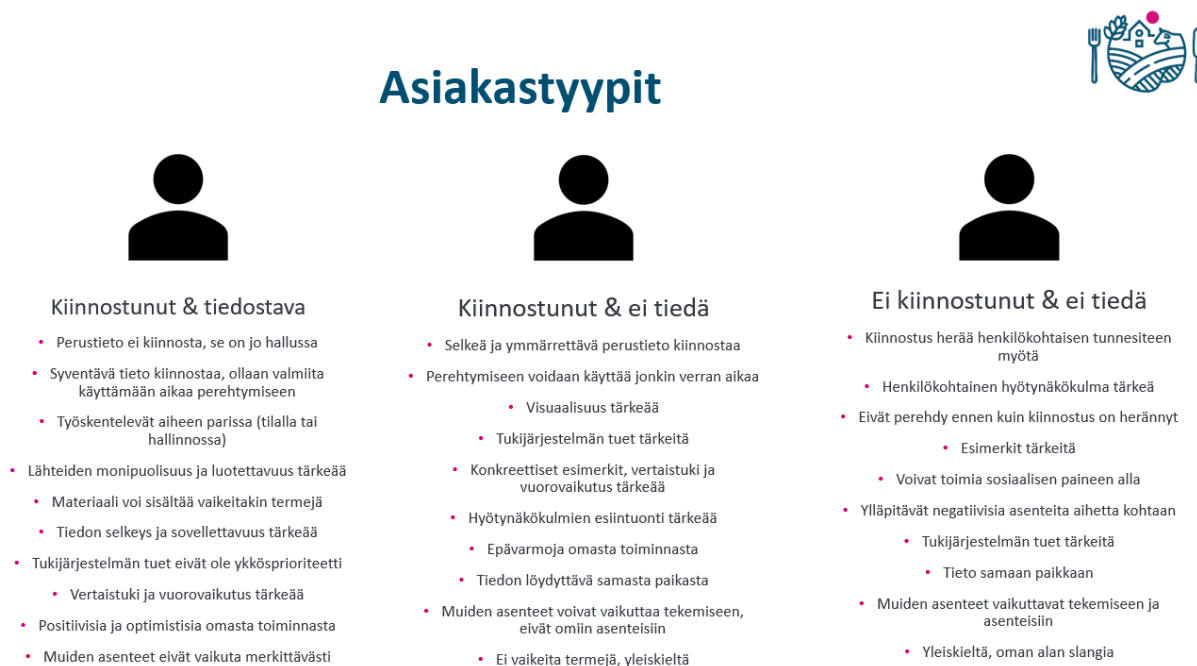 Asiakastyypit
Kiinnostunut & tiedostava
• Perustieto ei kiinnosta, se on jo hallussa
• Syventävä tieto kiinnostaa, ollaan valmiita
käyttämään aikaa perehtymiseen
• Työskentelevät aiheen parissa (tilalla tai
hallinnossa)
• Lähteiden monipuolisuus ja luotettavuus tärkeää
• Materiaali voi sisältää vaikeitakin termejä
• Tiedon selkeys ja sovellettavuus tärkeää
• Tukijärjestelmän tuet eivät ole ykkösprioriteetti
• Vertaistuki ja vuorovaikutus tärkeää
• Positiivisia ja optimistisia omasta toiminnasta
• Muiden asenteet eivät vaikuta merkittävästi
Kiinnostunut & ei tiedä
• Selkeä ja ymmärrettävä perustieto kiinnostaa
• Perehtymiseen voidaan käyttää jonkin verran aikaa
• Visuaalisuus tärkeää
• Tukijärjestelmän tuet tärkeitä
• Konkreettiset esimerkit, vertaistuki ja
vuorovaikutus tärkeää
• Hyötynäkökulmien esiintuonti tärkeää
• Epävarmoja omasta toiminnasta
• Tiedon löydyttävä samasta paikasta
• Muiden asenteet voivat vaikuttaa tekemiseen,
eivät omiin asenteisiin
• Ei vaikeita termejä, yleiskieltä
Ei kiinnostunut & ei tiedä
• Kiinnostus herää henkilökohtaisen tunnesiteen
myötä
• Henkilökohtainen hyötynäkökulma tärkeä
• Eivät perehdy ennen kuin kiinnostus on herännyt
• Esimerkit tärkeitä
• Voivat toimia sosiaalisen paineen alla
• Ylläpitävät negatiivisia asenteita aihetta kohtaan
• Tukijärjestelmän tuet tärkeitä
• Tieto samaan paikkaan
• Muiden asenteet vaikuttavat tekemiseen ja
asenteisiin
• Yleiskieltä, oman alan slangia